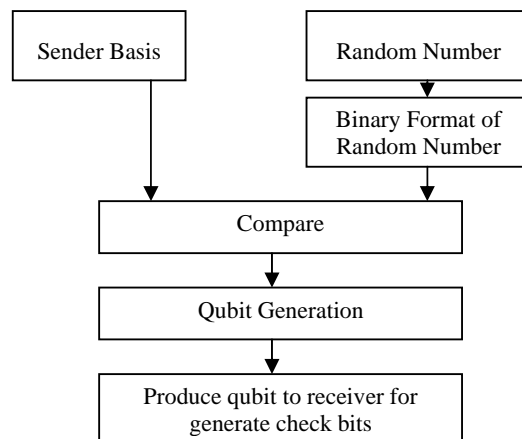 Sender Basis
Random Number
Binary Format of
Random Number
Compare
Qubit Generation
Produce qubit to receiver for
generate check bits